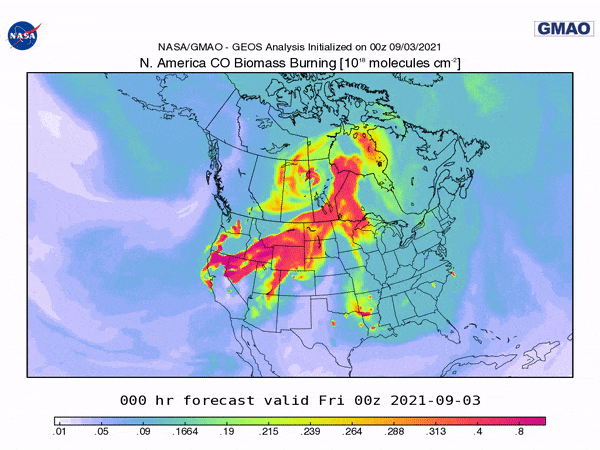 NASA
GMAO
NASA/GMAO - GEOS Analysis Initialized on 00z 09/03/2021
N. America CO Biomass Burning [10¹⁸ molecules cm⁻²]
000 hr forecast valid Fri 00z 2021-09-03
.01 .05 .09 .1664 .19 .215 .239 .264 .288 .313 .4 .8